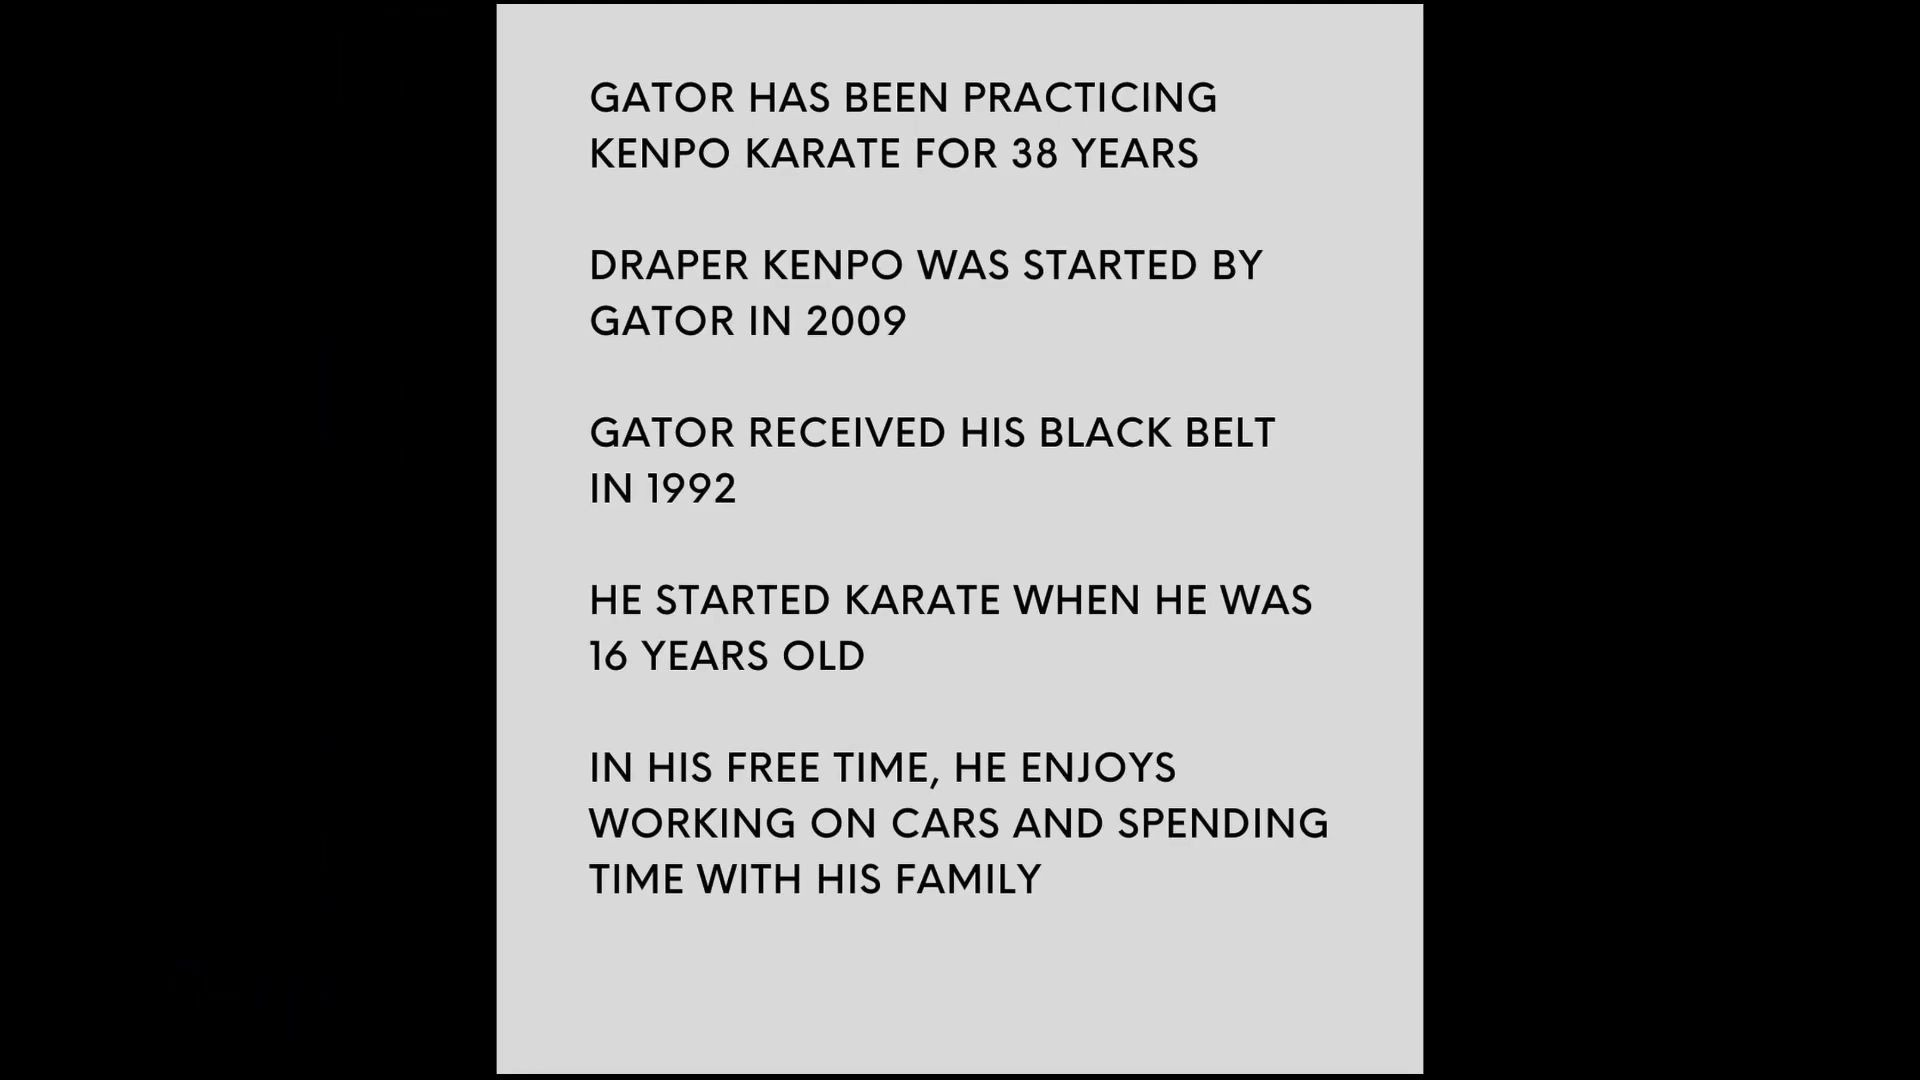 GATOR HAS BEEN PRACTICING
KENPO KARATE FOR 38 YEARS
DRAPER KENPO WAS STARTED BY
GATOR IN 2009
GATOR RECEIVED HIS BLACK BELT
IN 1992
HE STARTED KARATE WHEN HE WAS
16 YEARS OLD
IN HIS FREE TIME, HE ENJOYS
WORKING ON CARS AND SPENDING
TIME WITH HIS FAMILY